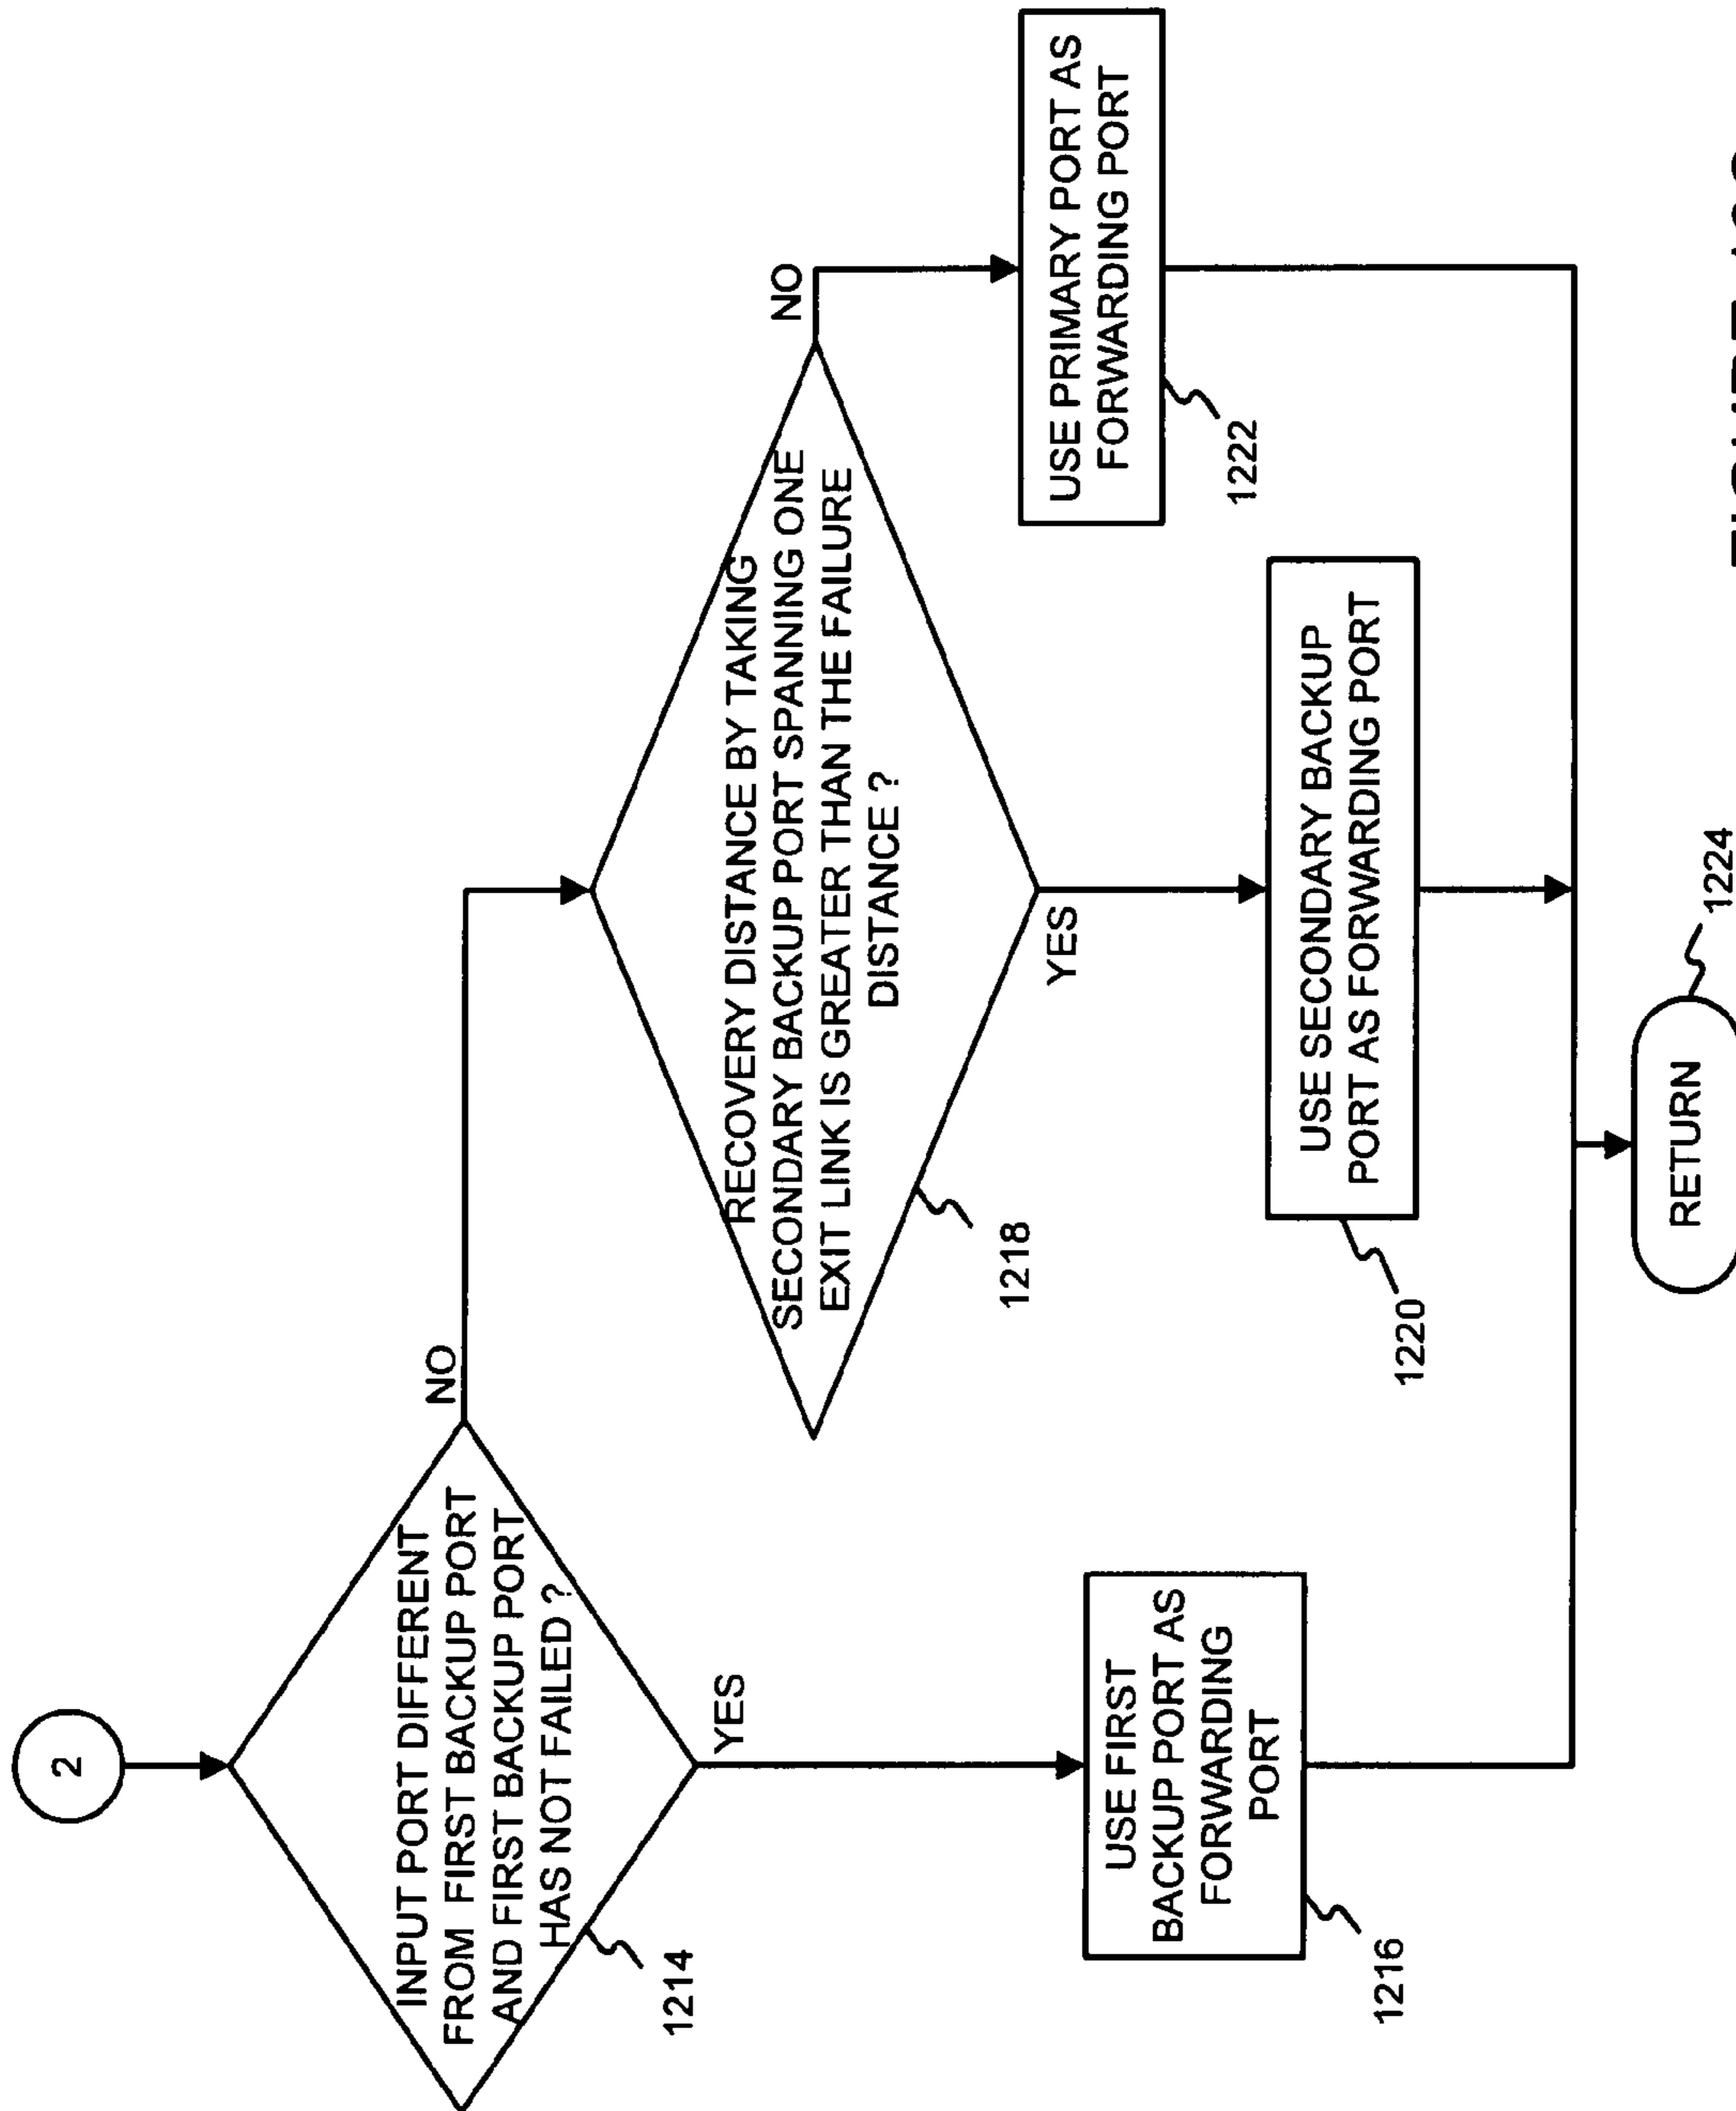 2
INPUT PORT DIFFERENT
FROM FIRST BACKUP PORT
AND FIRST BACKUP PORT
HAS NOT FAILED ?
NO
YES
1214
USE FIRST
BACKUP PORT AS
FORWARDING
PORT
1216
RECOVERY DISTANCE BY TAKING
SECONDARY BACKUP PORT SPANNING ONE
EXIT LINK IS GREATER THAN THE FAILURE
DISTANCE ?
NO
YES
1218
USE SECONDARY BACKUP
PORT AS FORWARDING PORT
1220
USE PRIMARY PORT AS
FORWARDING PORT
1222
RETURN
1224